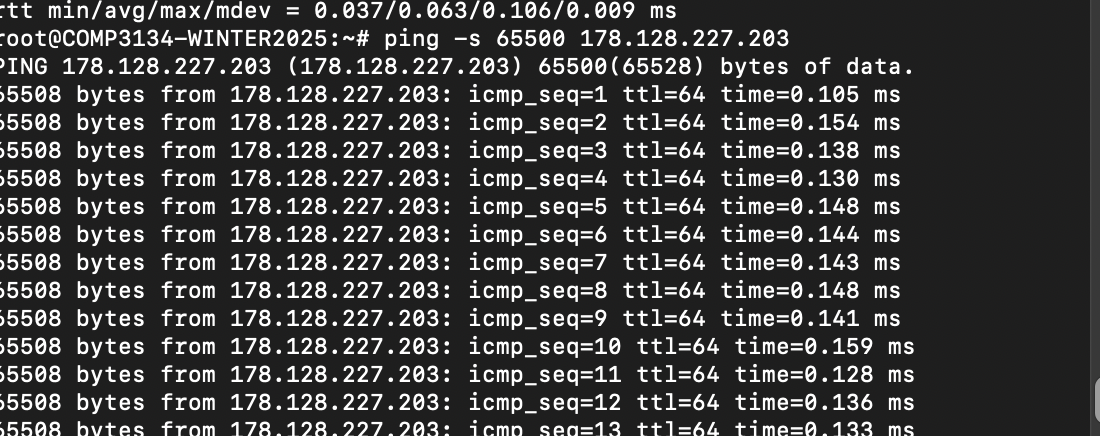 rtt min/avg/max/mdev = 0.037/0.063/0.106/0.009 ms
root@COMP3134-WINTER2025:~# ping -s 65500 178.128.227.203
PING 178.128.227.203 (178.128.227.203) 65500(65528) bytes of data.
65508 bytes from 178.128.227.203: icmp_seq=1 ttl=64 time=0.105 ms
65508 bytes from 178.128.227.203: icmp_seq=2 ttl=64 time=0.154 ms
65508 bytes from 178.128.227.203: icmp_seq=3 ttl=64 time=0.138 ms
65508 bytes from 178.128.227.203: icmp_seq=4 ttl=64 time=0.130 ms
65508 bytes from 178.128.227.203: icmp_seq=5 ttl=64 time=0.148 ms
65508 bytes from 178.128.227.203: icmp_seq=6 ttl=64 time=0.144 ms
65508 bytes from 178.128.227.203: icmp_seq=7 ttl=64 time=0.143 ms
65508 bytes from 178.128.227.203: icmp_seq=8 ttl=64 time=0.148 ms
65508 bytes from 178.128.227.203: icmp_seq=9 ttl=64 time=0.141 ms
65508 bytes from 178.128.227.203: icmp_seq=10 ttl=64 time=0.159 ms
65508 bytes from 178.128.227.203: icmp_seq=11 ttl=64 time=0.128 ms
65508 bytes from 178.128.227.203: icmp_seq=12 ttl=64 time=0.136 ms
65508 bytes from 178.128.227.203: icmp_seq=13 ttl=64 time=0.133 ms